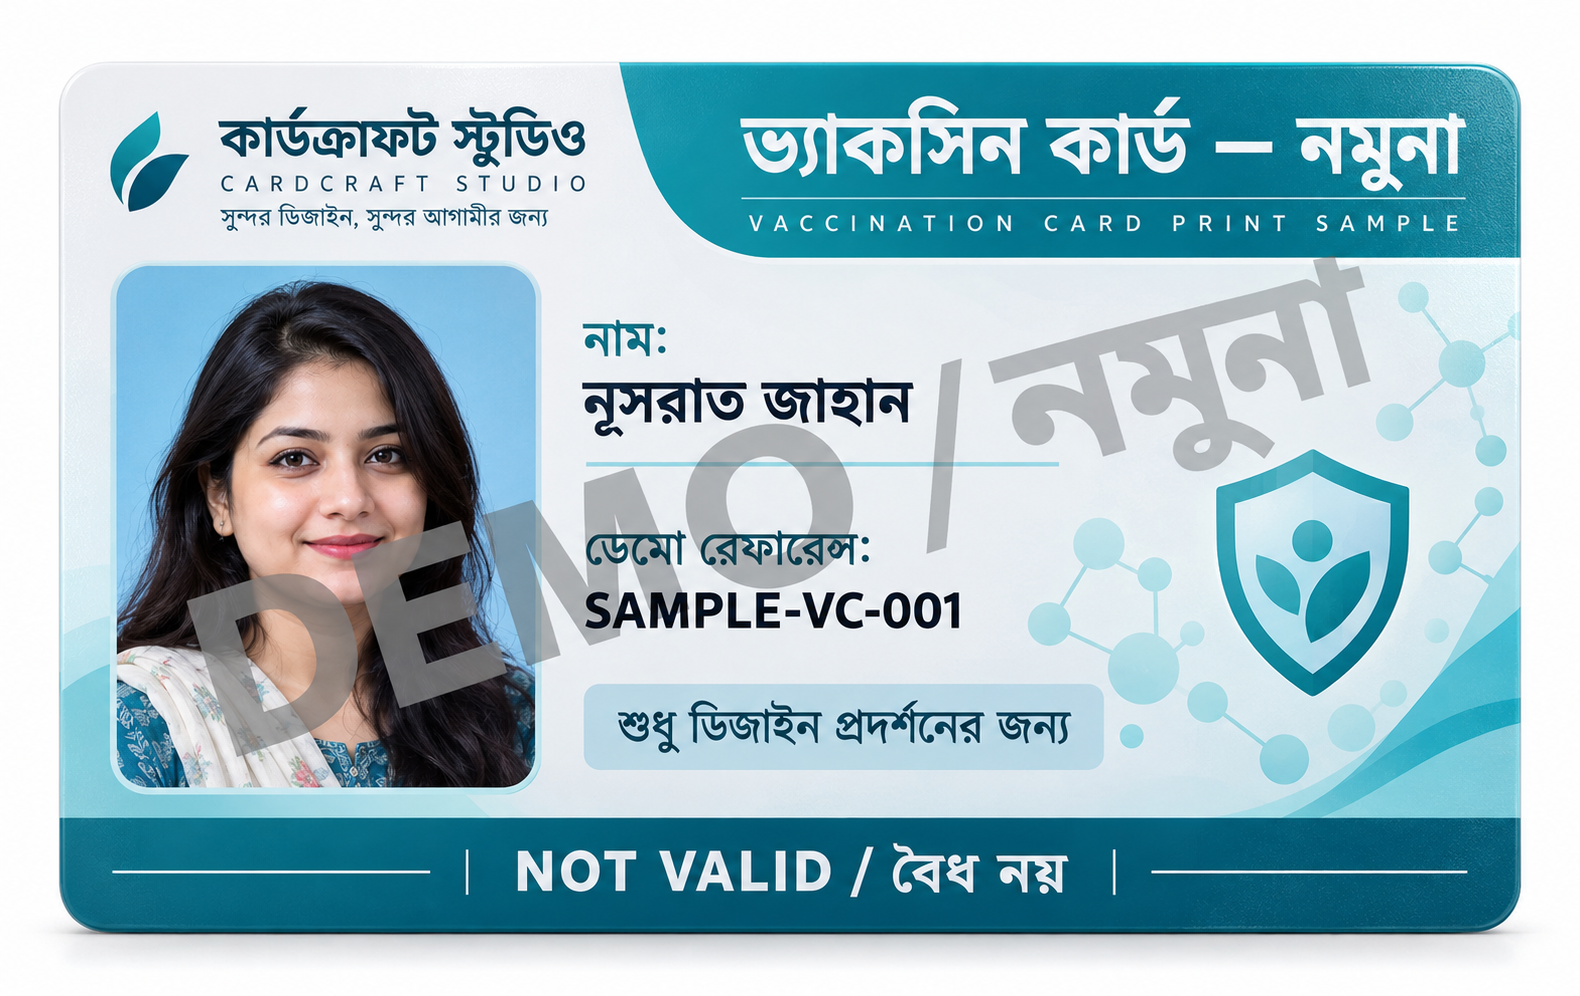 কার্ডক্রাফট স্টুডিও
CARDCRAFT STUDIO
সুন্দর ডিজাইন, সুন্দর আগামীর জন্য
ভ্যাকসিন কার্ড — নমুনা
VACCINATION CARD PRINT SAMPLE
নাম:
নূসরাত জাহান
ডেমো রেফারেন্স:
SAMPLE-VC-001
শুধু ডিজাইন প্রদর্শনের জন্য
DEMO / নমুনা
NOT VALID / বৈধ নয়